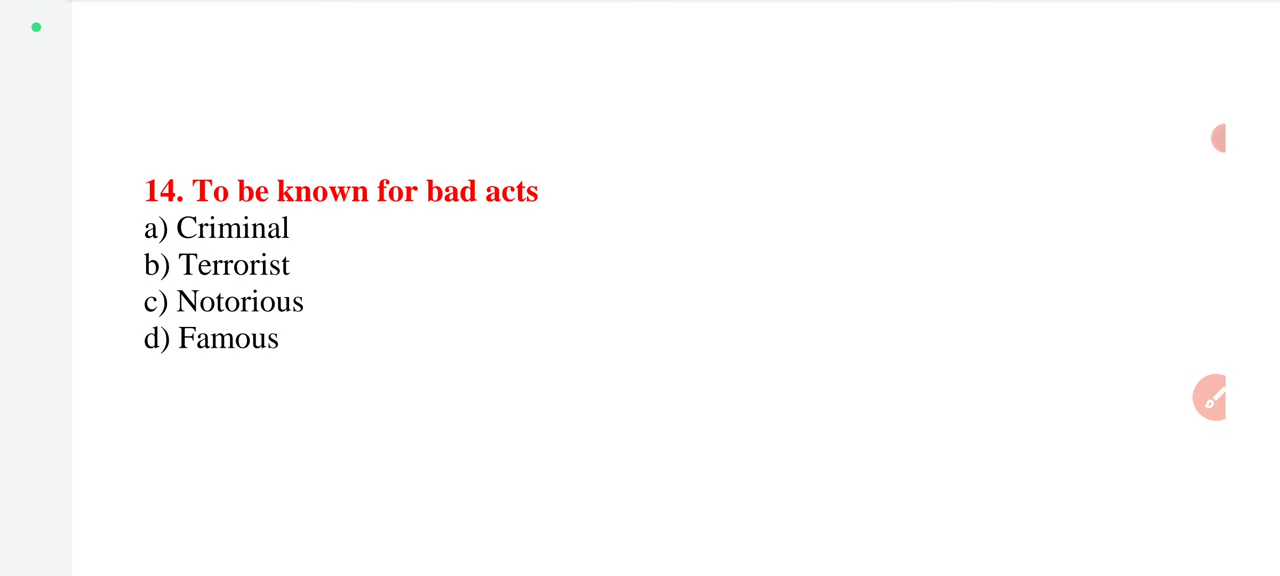 14. To be known for bad acts
a) Criminal
b) Terrorist
c) Notorious
d) Famous